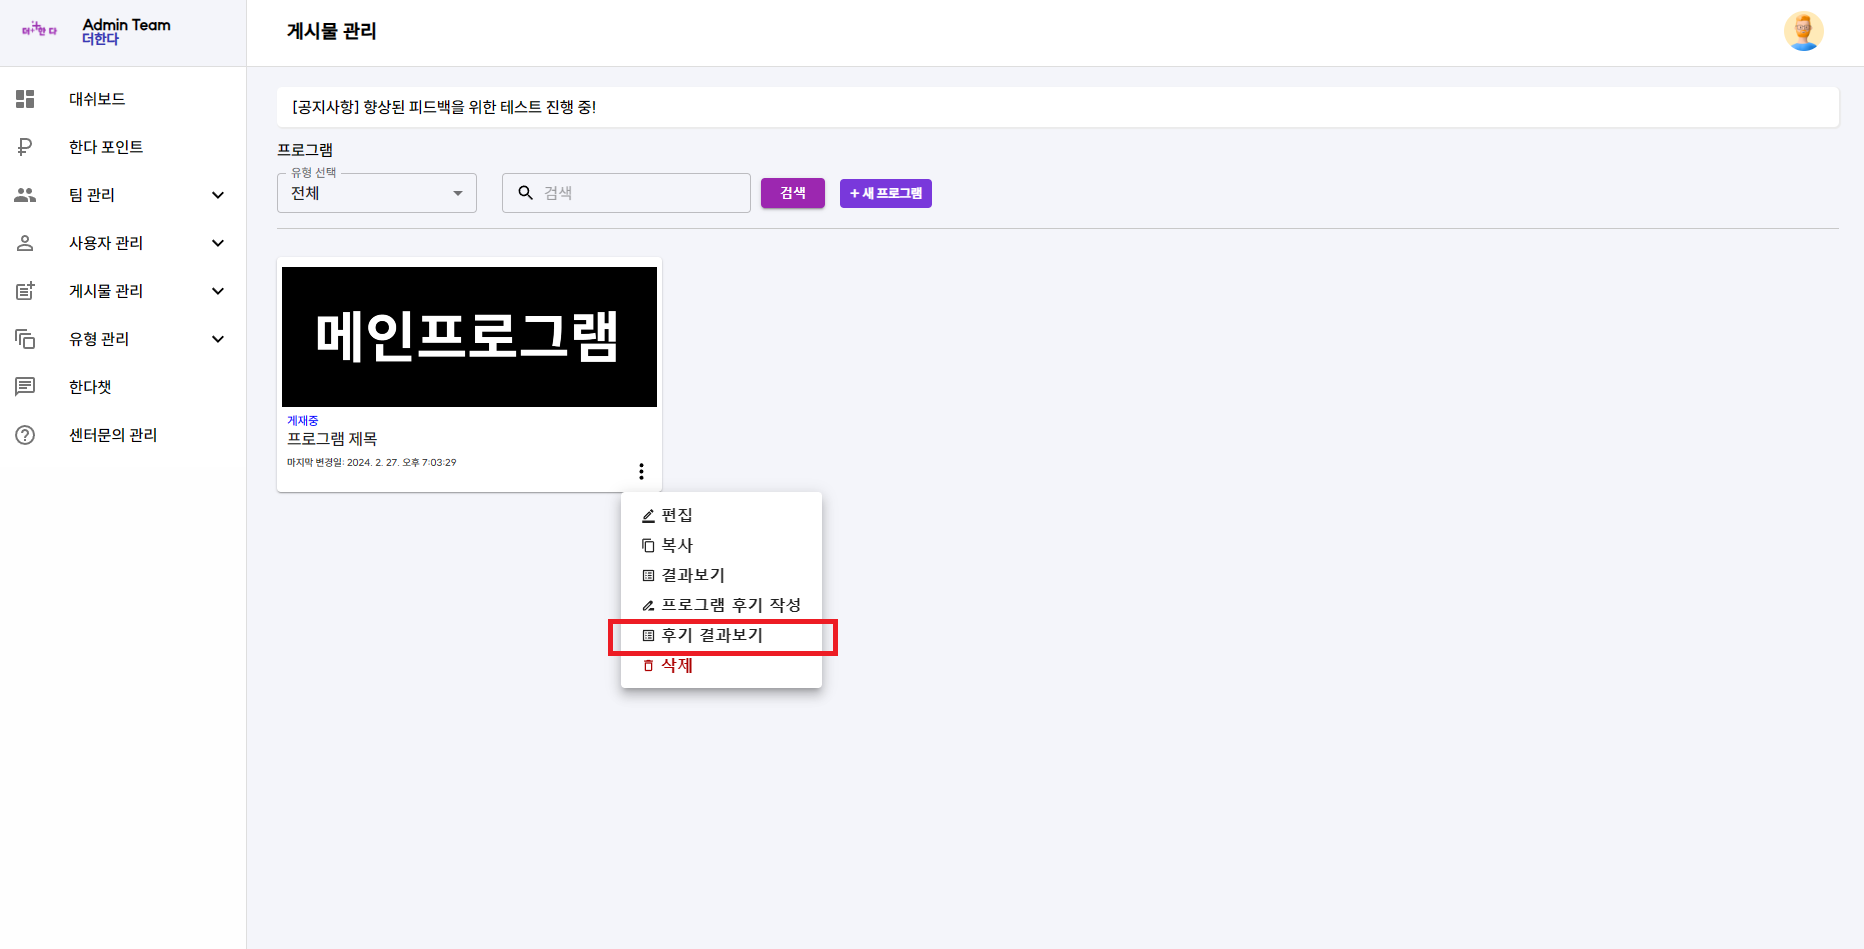 더한다
Admin Team
더한다
게시물 관리
대쉬보드
한다 포인트
팀 관리
사용자 관리
게시물 관리
유형 관리
한다챗
센터문의 관리
[공지사항] 향상된 피드백을 위한 테스트 진행 중!
프로그램
유형 선택
전체
검색
검색
+ 새 프로그램
메인프로그램
게재중
프로그램 제목
마지막 변경일: 2024. 2. 27. 오후 7:03:29
편집
복사
결과보기
프로그램 후기 작성
후기 결과보기
삭제